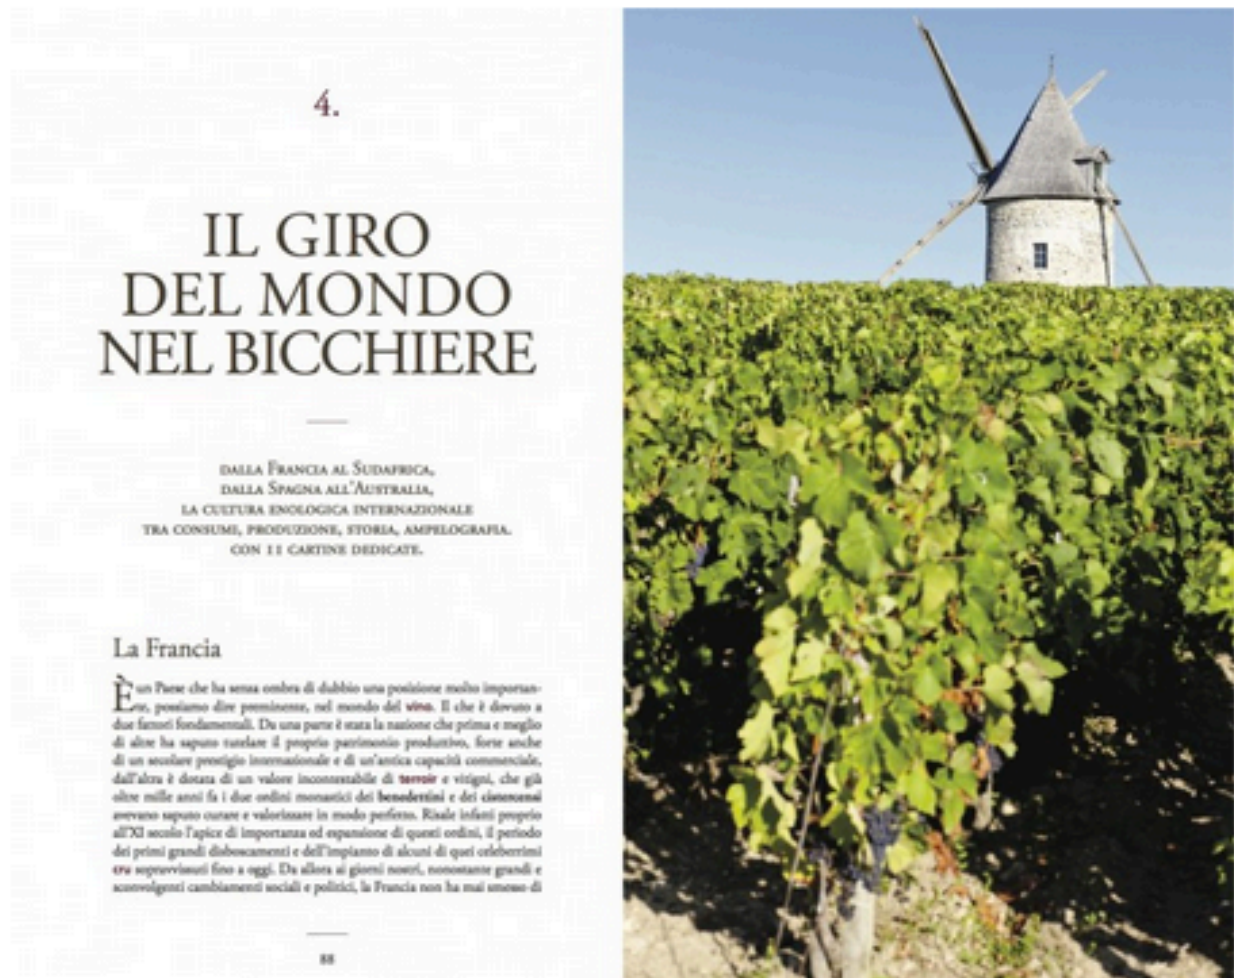 4.
IL GIRO
DEL MONDO
NEL BICCHIERE
DALLA FRANCIA AL SUDAFRICA,
DALLA SPAGNA ALL'AUSTRALIA,
LA CULTURA ENOLOGICA INTERNAZIONALE
TRA CONSUMI, PRODUZIONE, STORIA, AMPELOGRAFIA.
CON 11 CARTINE DEDICATE.
La Francia
È un Paese che ha senza ombra di dubbio una posizione molto importan-
te, possiamo dire preminente, nel mondo del vino. Il che è dovuto a
due fattori fondamentali. Da una parte è stata la nazione che prima e meglio
di altre ha saputo tutelare il proprio patrimonio produttivo, forte anche
di un secolare prestigio internazionale e di un'antica capacità commerciale,
dall'altra è dotata di un valore incontestabile di terroir e vitigni, che già
oltre mille anni fa i due ordini monastici dei benedettini e dei cistercensi
avevano saputo curare e valorizzare in modo perfetto. Risale infatti proprio
all'XI secolo l'apice di importanza ed espansione di questi ordini, il periodo
dei primi grandi disboscamenti e dell'impianto di alcuni di quei celeberrimi
cru sopravvissuti fino a oggi. Da allora ai giorni nostri, nonostante grandi e
sconvolgenti cambiamenti sociali e politici, la Francia non ha mai smesso di
88